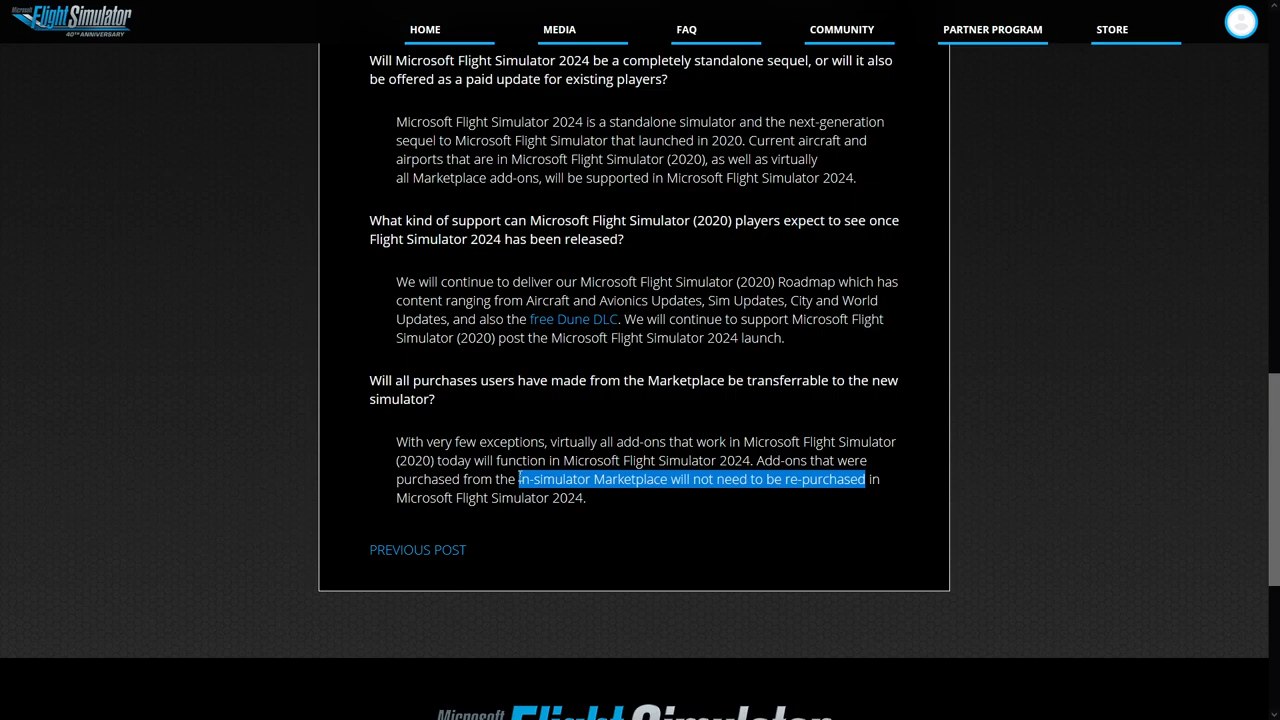 Microsoft
Flight Simulator
40TH ANNIVERSARY
HOME
MEDIA
FAQ
COMMUNITY
PARTNER PROGRAM
STORE
Will Microsoft Flight Simulator 2024 be a completely standalone sequel, or will it also
be offered as a paid update for existing players?
Microsoft Flight Simulator 2024 is a standalone simulator and the next-generation
sequel to Microsoft Flight Simulator that launched in 2020. Current aircraft and
airports that are in Microsoft Flight Simulator (2020), as well as virtually
all Marketplace add-ons, will be supported in Microsoft Flight Simulator 2024.
What kind of support can Microsoft Flight Simulator (2020) players expect to see once
Flight Simulator 2024 has been released?
We will continue to deliver our Microsoft Flight Simulator (2020) Roadmap which has
content ranging from Aircraft and Avionics Updates, Sim Updates, City and World
Updates, and also the free Dune DLC. We will continue to support Microsoft Flight
Simulator (2020) post the Microsoft Flight Simulator 2024 launch.
Will all purchases users have made from the Marketplace be transferrable to the new
simulator?
With very few exceptions, virtually all add-ons that work in Microsoft Flight Simulator
(2020) today will function in Microsoft Flight Simulator 2024. Add-ons that were
purchased from the in-simulator Marketplace will not need to be re-purchased in
Microsoft Flight Simulator 2024.
PREVIOUS POST
Microsoft
Flight Simulator